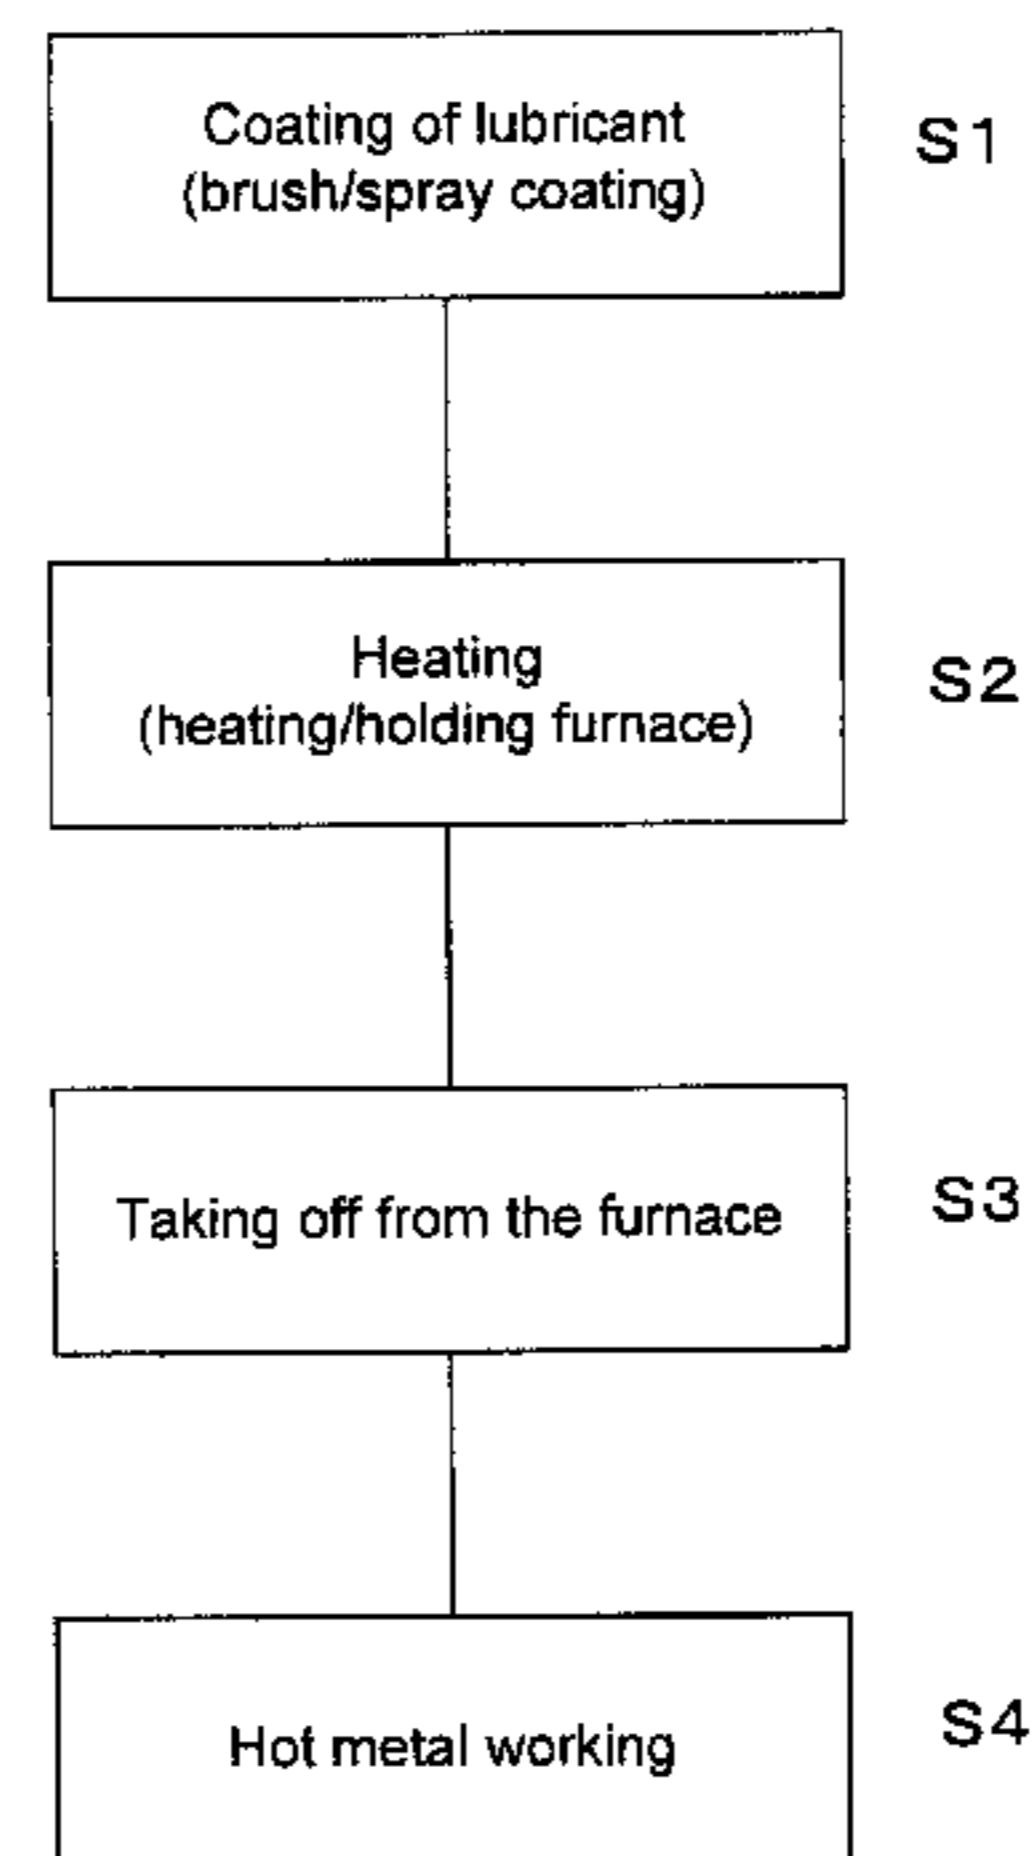 Coating of lubricant
(brush/spray coating)
S1
Heating
(heating/holding furnace)
S2
Taking off from the furnace
S3
Hot metal working
S4